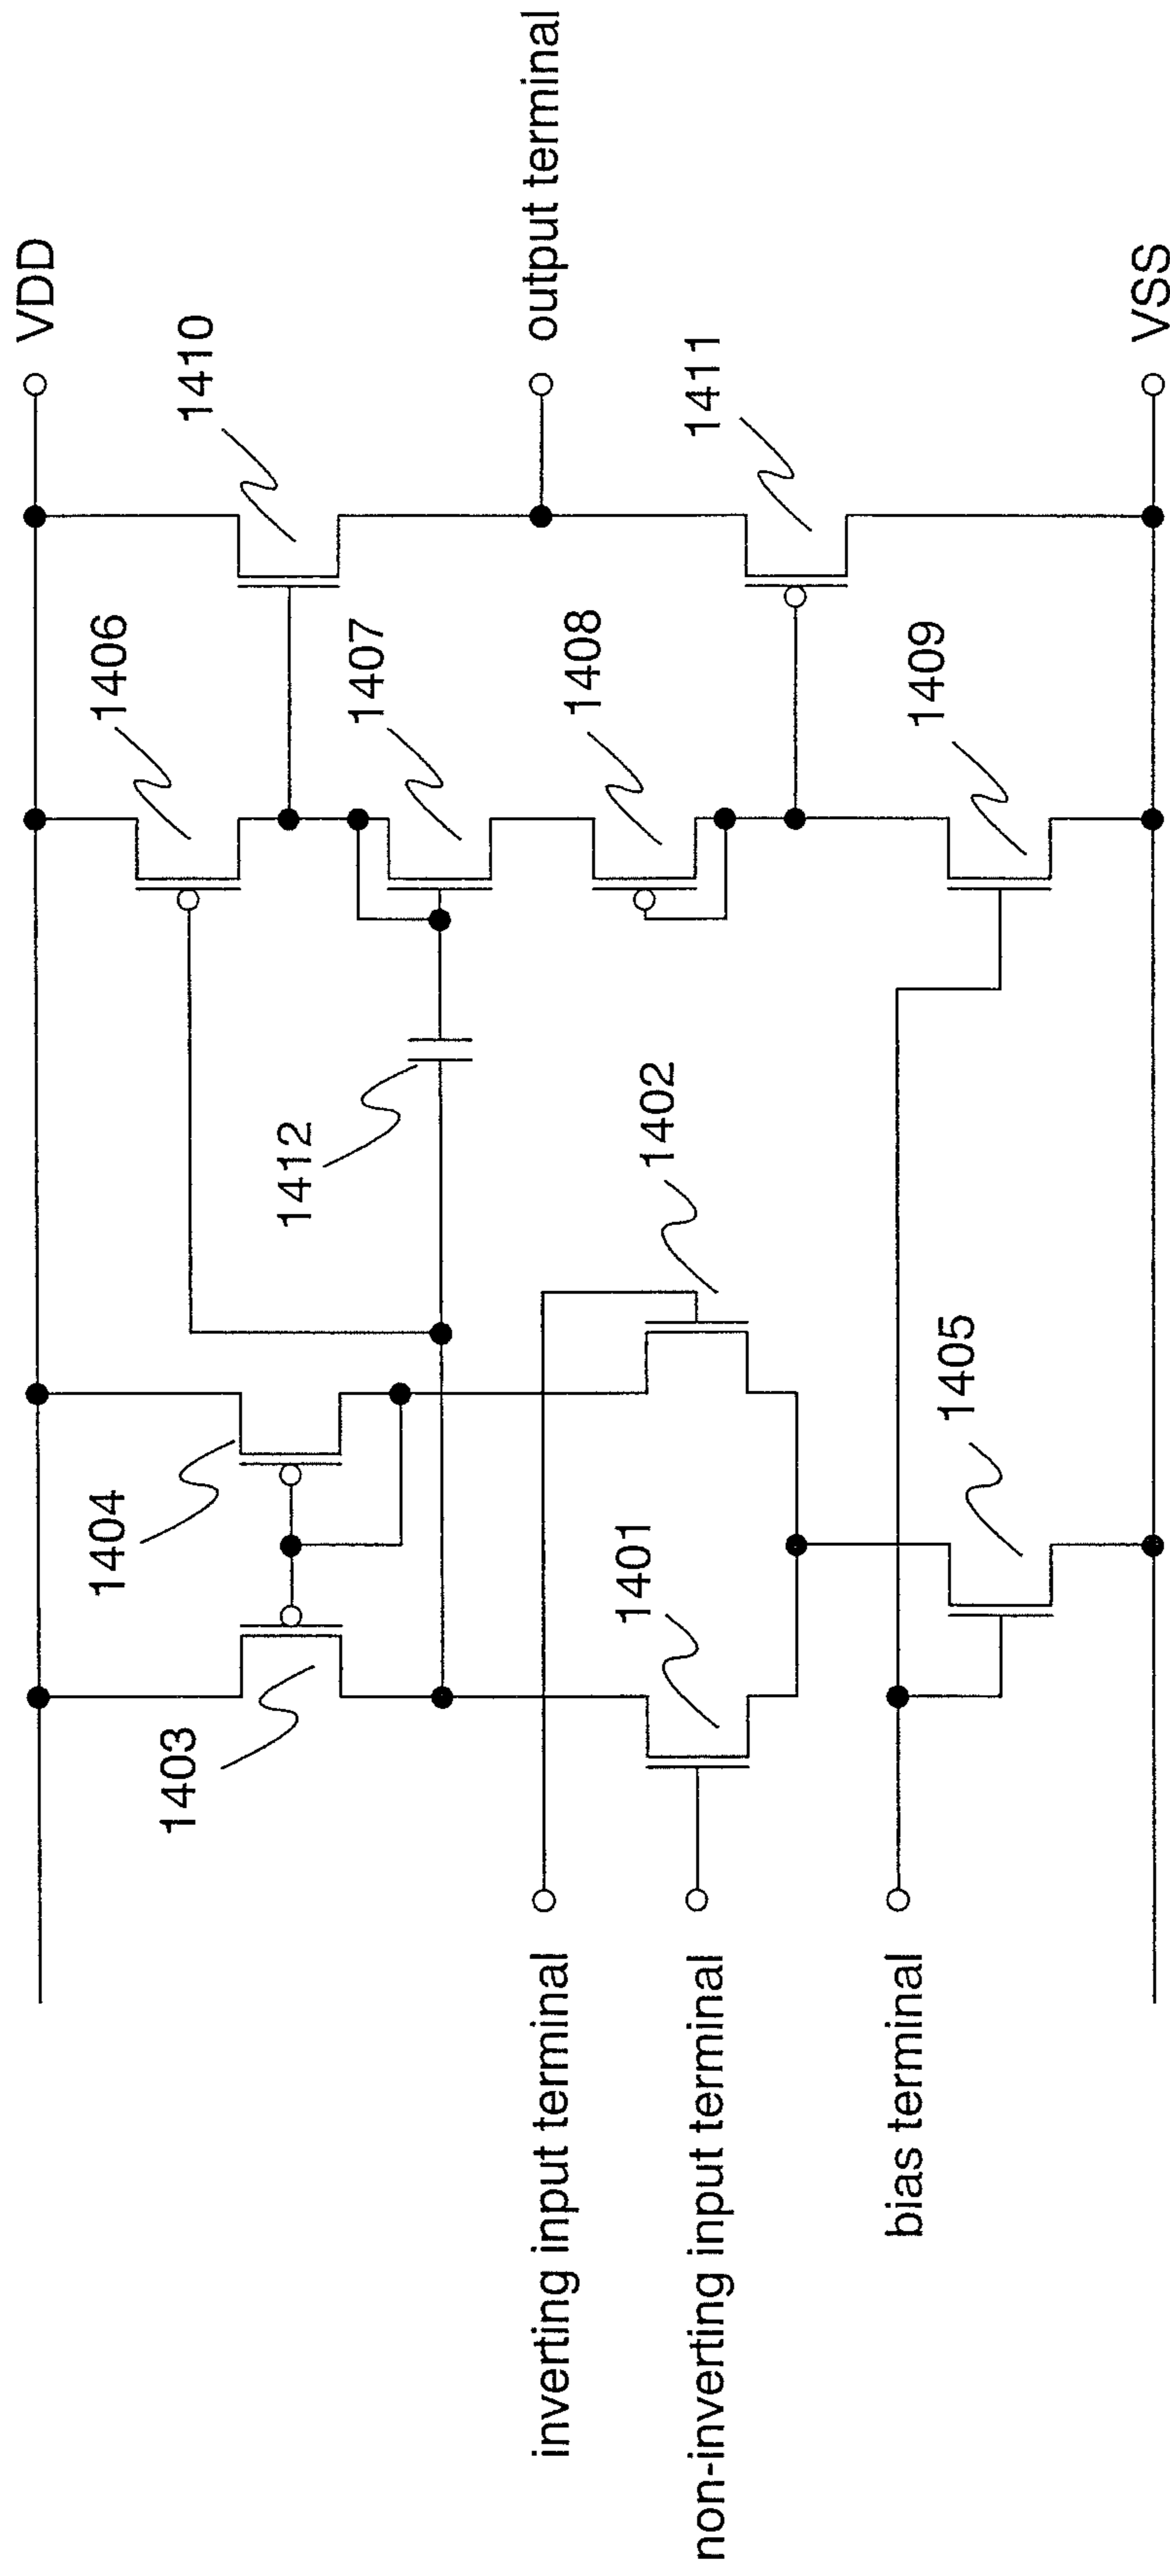 VDD
1410
1406
1404
1403
1407
1412
output terminal
1408
1402
1401
inverting input terminal
1411
non-inverting input terminal
1409
1405
bias terminal
VSS